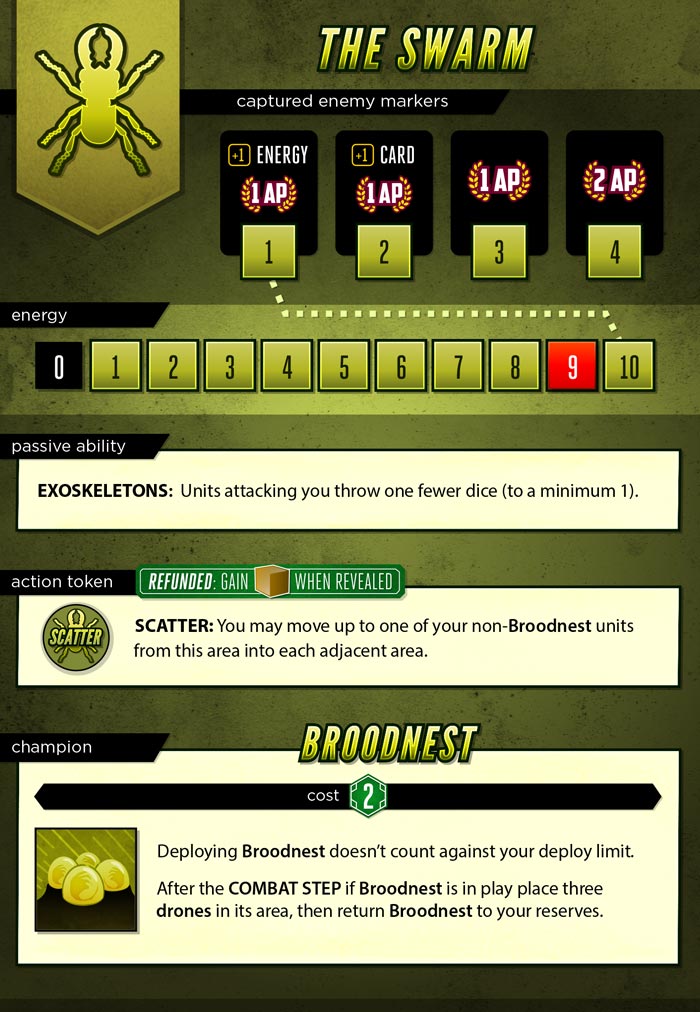 THE SWARM
captured enemy markers
+1 ENERGY
1 AP
1
+1 CARD
1 AP
2
1 AP
3
2 AP
4
energy
0 1 2 3 4 5 6 7 8 9 10
passive ability
EXOSKELETONS: Units attacking you throw one fewer dice (to a minimum 1).
action token
REFUNDED: GAIN WHEN REVEALED
SCATTER
SCATTER: You may move up to one of your non-Broodnest units
from this area into each adjacent area.
champion
BROODNEST
cost 2
Deploying Broodnest doesn't count against your deploy limit.
After the COMBAT STEP if Broodnest is in play place three
drones in its area, then return Broodnest to your reserves.